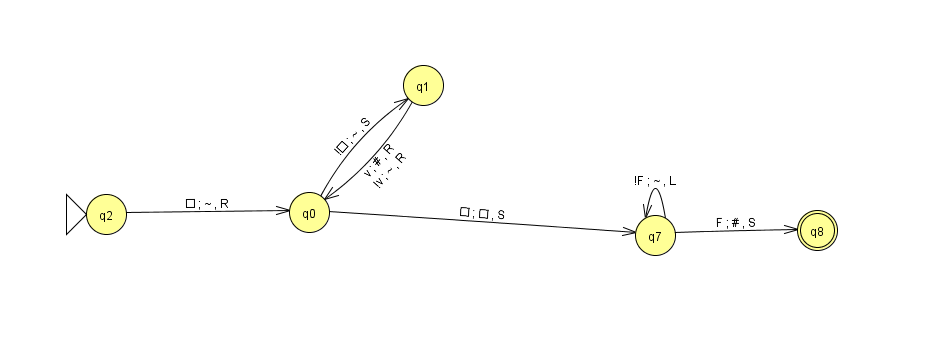 q1
!□ ; ~ , S
v ; # , R
!v ; ~ , R
!F ; ~ , L
q2
□ ; ~ , R
q0
□ ; □ , S
q7
F ; # , S
q8